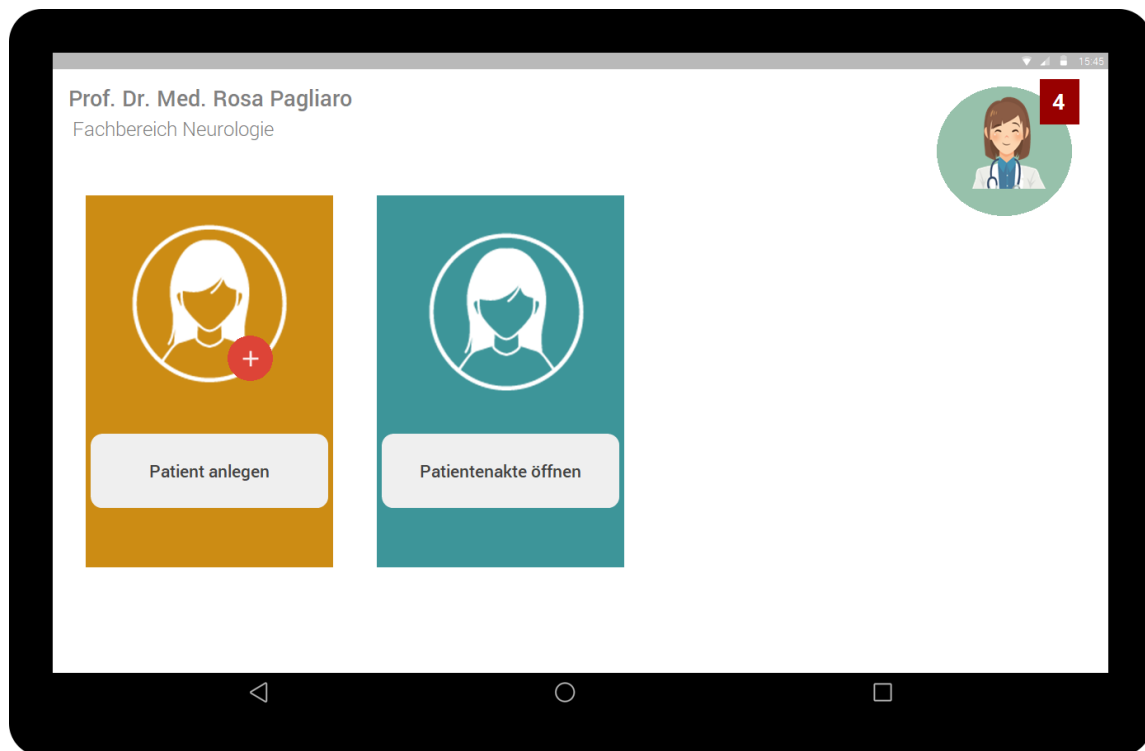 15:45
Prof. Dr. Med. Rosa Pagliaro
Fachbereich Neurologie
4
Patient anlegen
Patientenakte öffnen